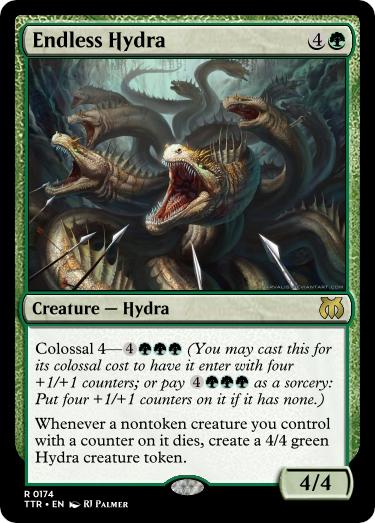 Endless Hydra 4
Creature — Hydra
Colossal 4—4 (You may cast this for
its colossal cost to have it enter with four
+1/+1 counters; or pay 4 as a sorcery:
Put four +1/+1 counters on it if it has none.)
Whenever a nontoken creature you control
with a counter on it dies, create a 4/4 green
Hydra creature token.
4/4
R 0174
TTR • EN RJ PALMER